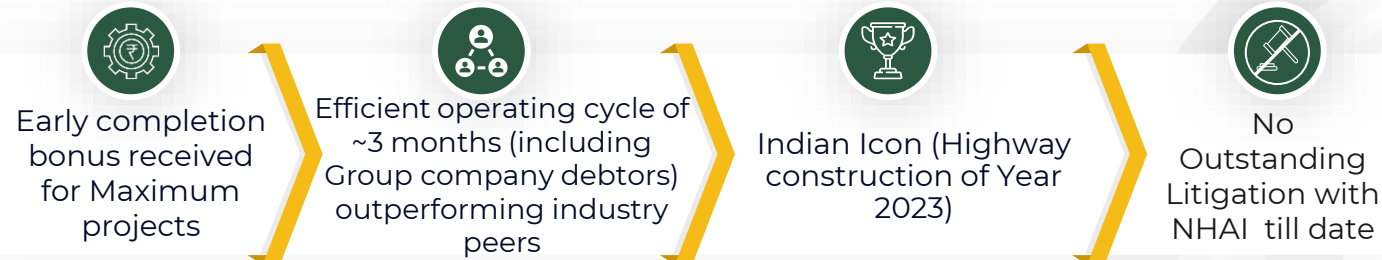 ₹
Early completion
bonus received
for Maximum
projects
Efficient operating cycle of
~3 months (including
Group company debtors)
outperforming industry
peers
Indian Icon (Highway
construction of Year
2023)
No
Outstanding
Litigation with
NHAI till date